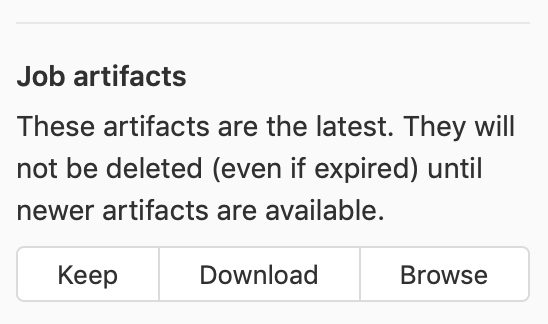 Job artifacts
These artifacts are the latest. They will
not be deleted (even if expired) until
newer artifacts are available.
Keep Download Browse